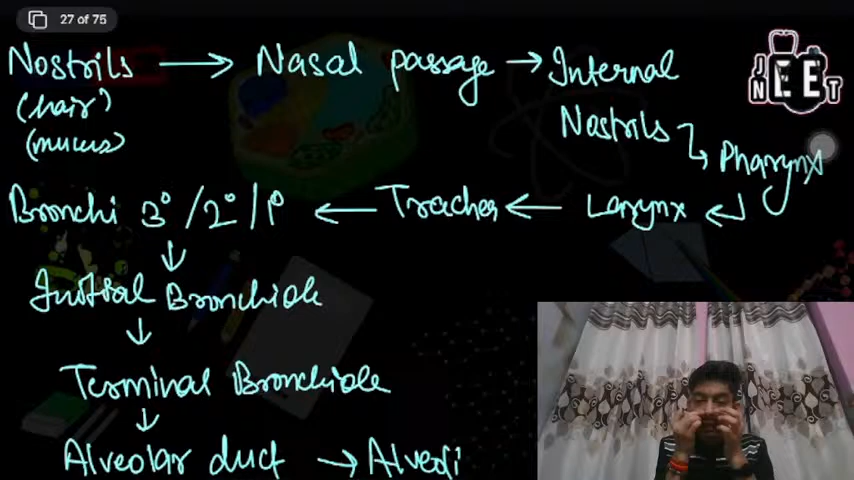 27 of 75
Nostrils → Nasal passage → Internal
(hair)
Nostrils
(mucus)
Pharynx
JNEET
Bronchi 3° / 2° / 1° ← Trachea ← Larynx ↵
↓
Initial Bronchiole
↓
Terminal Bronchiole
↓
Alveolar duct → Alveoli